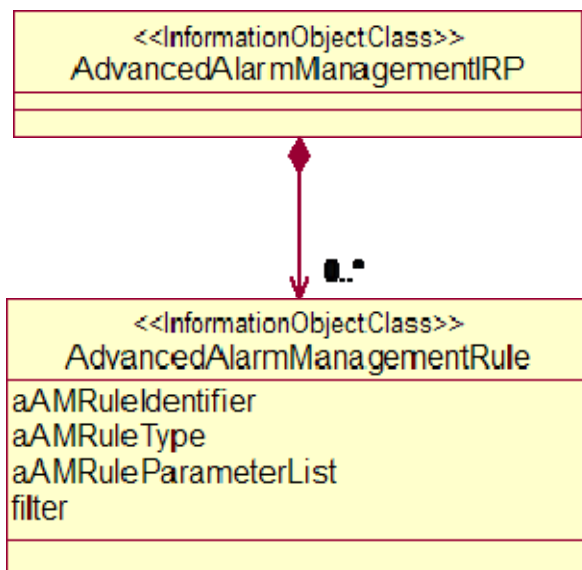 <<InformationObjectClass>>
AdvancedAlarmManagementIRP
0..*
<<InformationObjectClass>>
AdvancedAlarmManagementRule
aAMRuleIdentifier
aAMRuleType
aAMRuleParameterList
filter